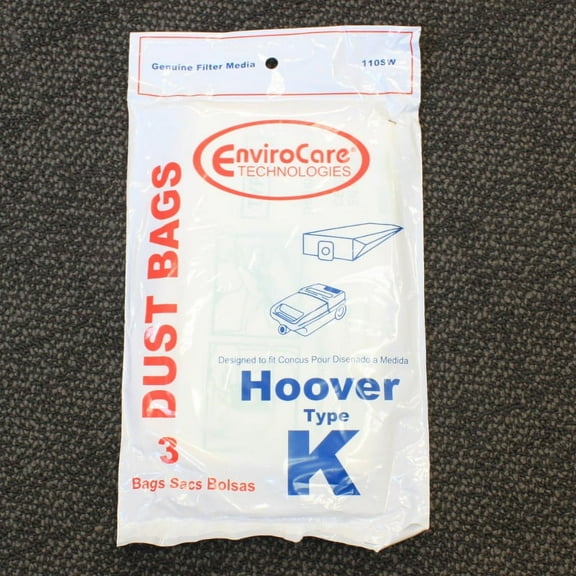 Genuine Filter Media 110SW
EnviroCare®
TECHNOLOGIES
3 DUST BAGS
Designed to fit Concus Pour Disenado a Medida
Hoover
Type
K
Bags Sacs Bolsas